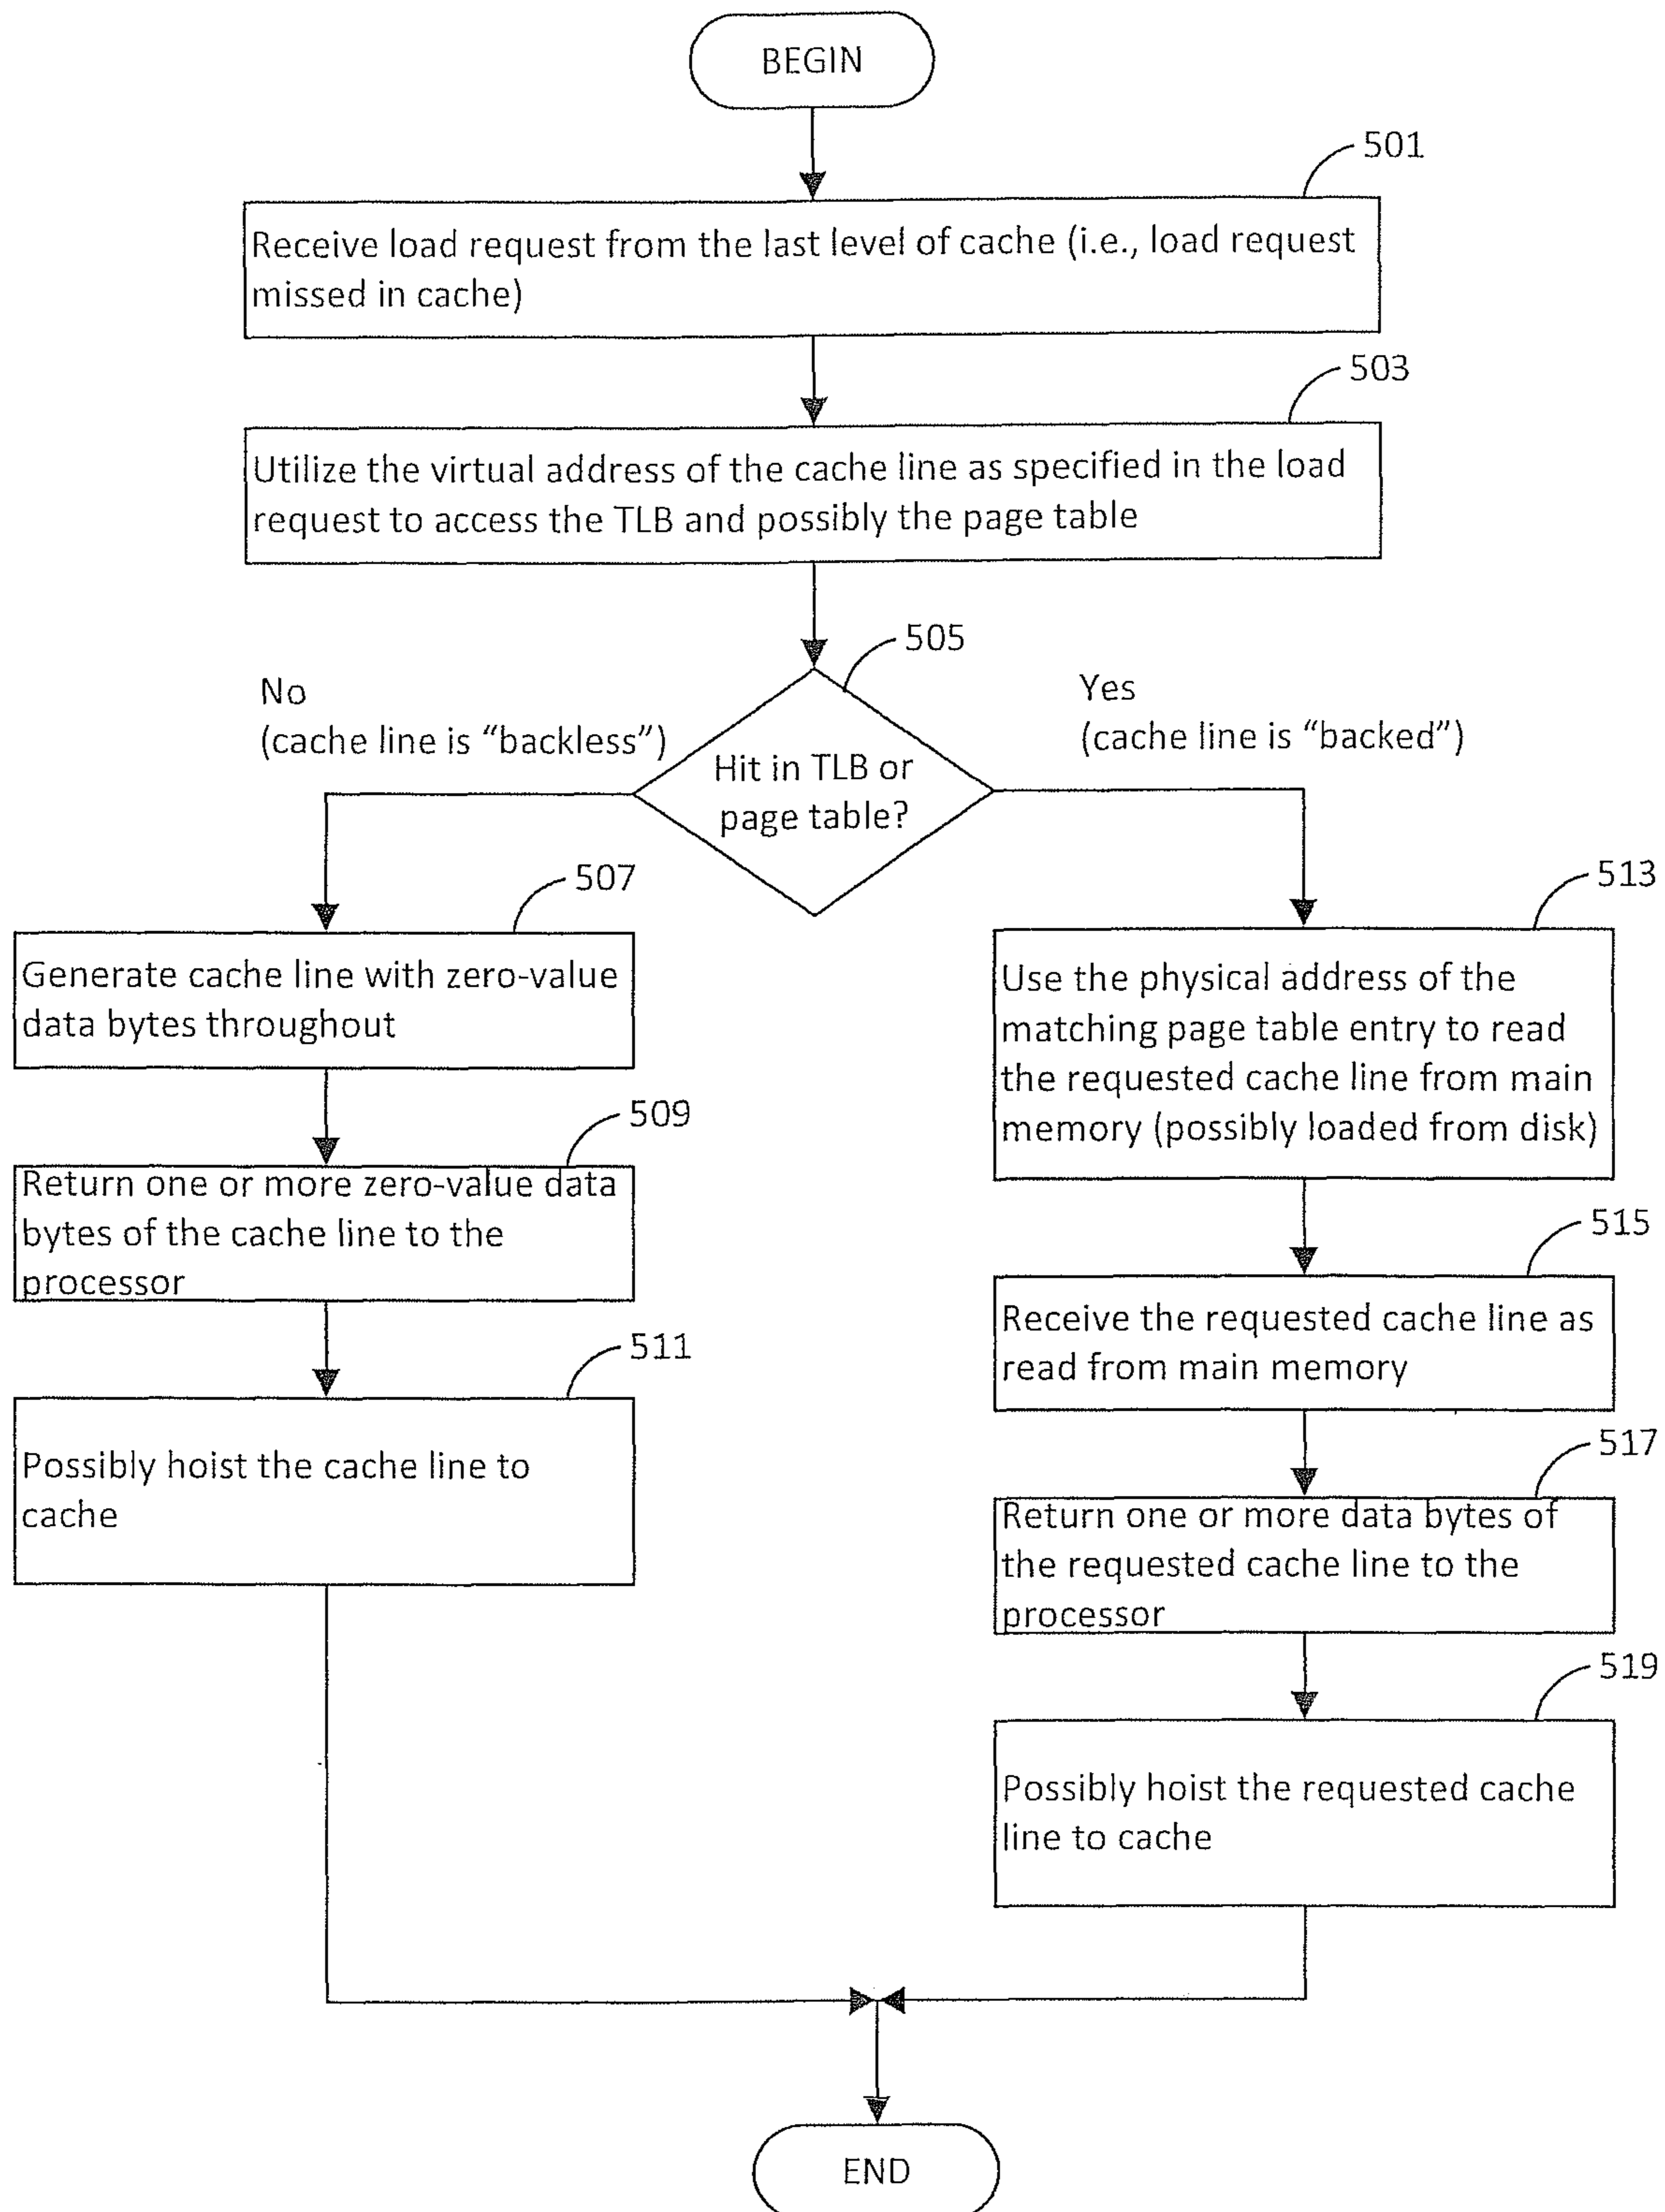 BEGIN
501
Receive load request from the last level of cache (i.e., load request
missed in cache)
503
Utilize the virtual address of the cache line as specified in the load
request to access the TLB and possibly the page table
505
No
(cache line is “backless”)
Yes
(cache line is “backed”)
Hit in TLB or
page table?
507
Generate cache line with zero-value
data bytes throughout
509
Return one or more zero-value data
bytes of the cache line to the
processor
511
Possibly hoist the cache line to
cache
513
Use the physical address of the
matching page table entry to read
the requested cache line from main
memory (possibly loaded from disk)
515
Receive the requested cache line as
read from main memory
517
Return one or more data bytes of
the requested cache line to the
processor
519
Possibly hoist the requested cache
line to cache
END